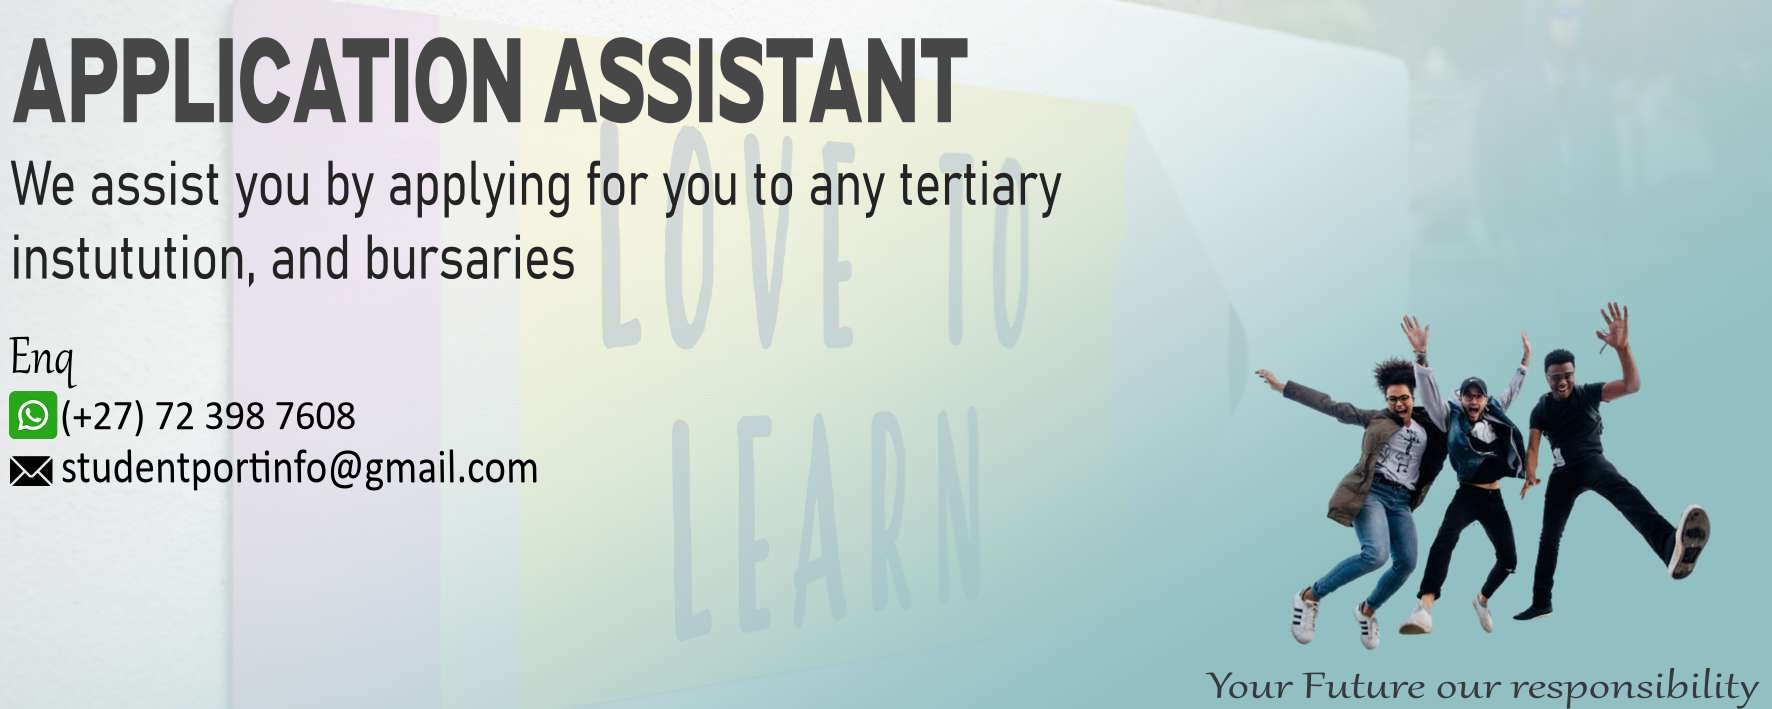 APPLICATION ASSISTANT
We assist you by applying for you to any tertiary
instutution, and bursaries
LOVE TO
LEARN
Enq
(+27) 72 398 7608
studentportinfo@gmail.com
Your Future our responsibility